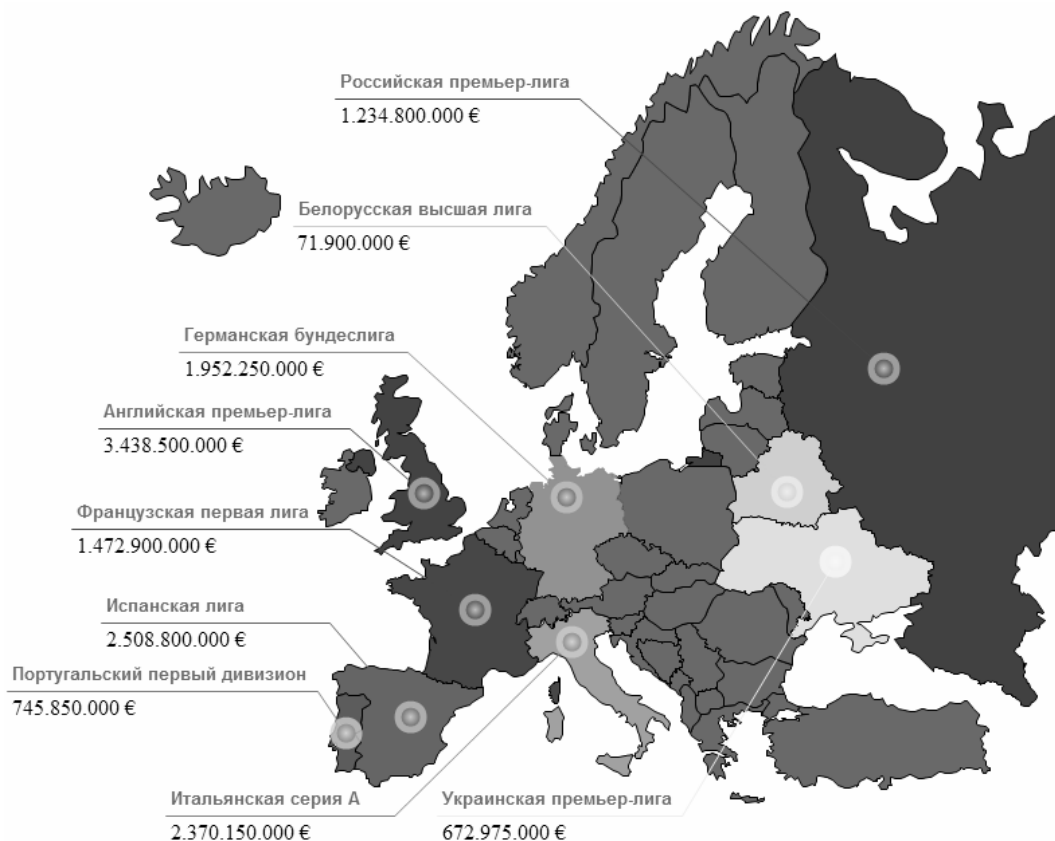 Российская премьер-лига
1.234.800.000 €
Белорусская высшая лига
71.900.000 €
Германская бундеслига
1.952.250.000 €
Английская премьер-лига
3.438.500.000 €
Французская первая лига
1.472.900.000 €
Испанская лига
2.508.800.000 €
Португальский первый дивизион
745.850.000 €
Итальянская серия А
2.370.150.000 €
Украинская премьер-лига
672.975.000 €